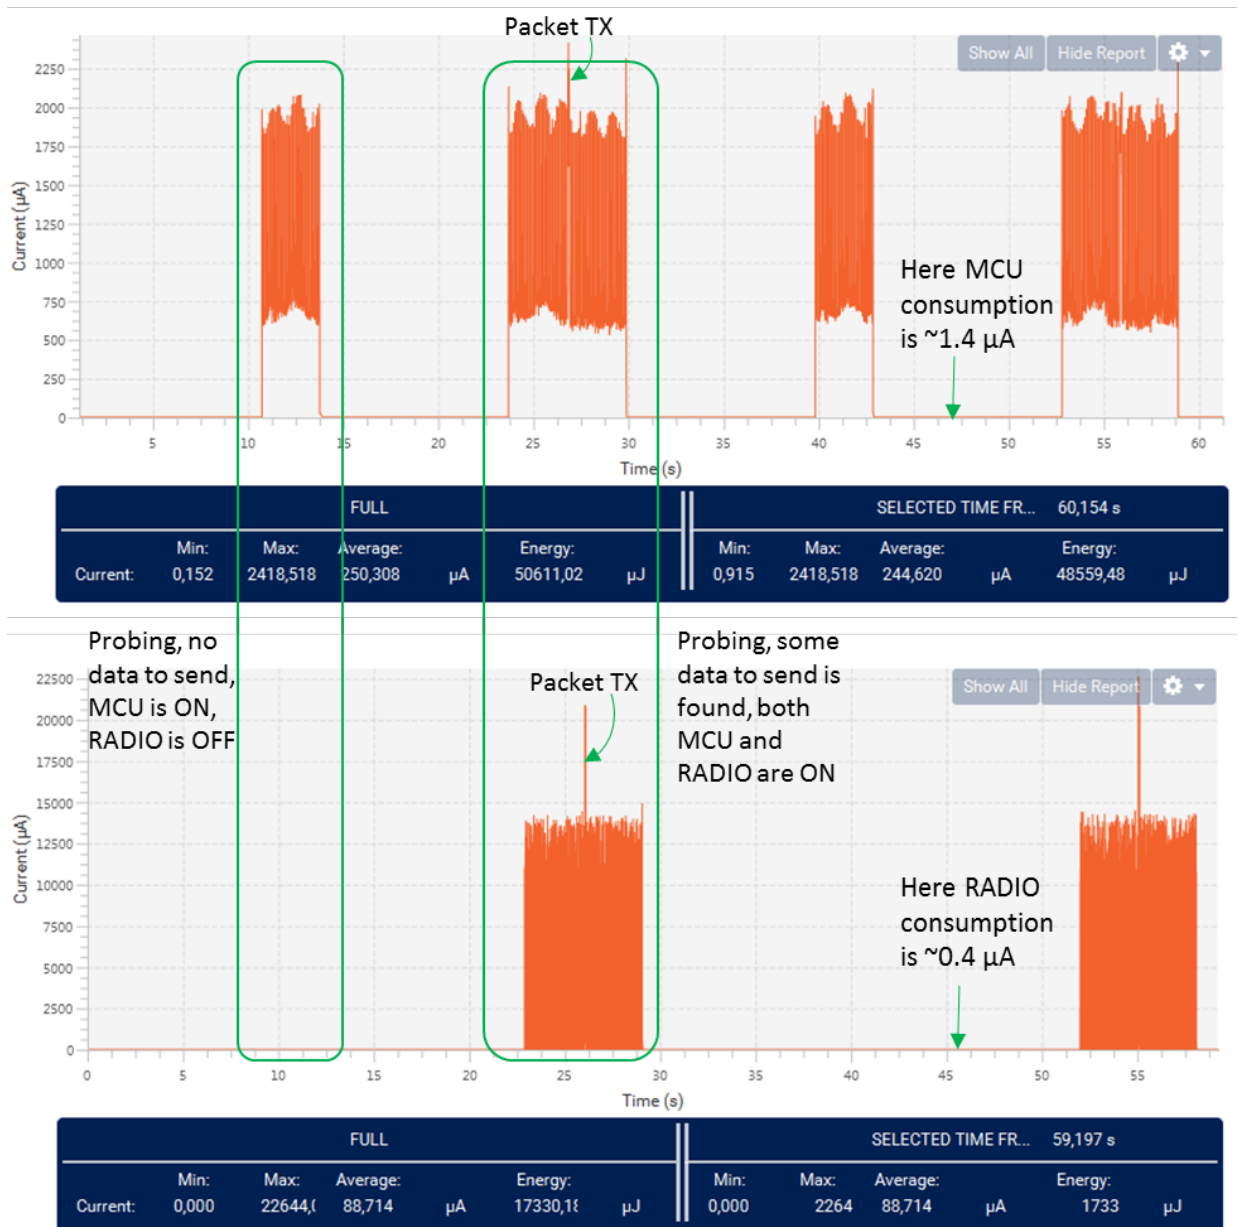 Packet TX
Show All
Hide Report
2250
2000
1750
1500
1250
1000
750
500
250
0
Current (µA)
Here MCU
consumption
is ~1.4 µA
5 10 15 20 25 30 35 40 45 50 55 60
Time (s)
FULL
SELECTED TIME FR... 60,154 s
Min: Max: Average: Energy: Min: Max: Average: Energy:
Current: 0,152 2418,518 250,308 µA 50611,02 µJ 0,915 2418,518 244,620 µA 48559,48 µJ
Probing, no
data to send,
MCU is ON,
RADIO is OFF
Probing, some
data to send is
found, both
MCU and
RADIO are ON
Packet TX
Show All
Hide Report
22500
20000
17500
15000
12500
10000
7500
5000
2500
0
Current (µA)
Here RADIO
consumption
is ~0.4 µA
0 5 10 15 20 25 30 35 40 45 50 55
Time (s)
FULL
SELECTED TIME FR... 59,197 s
Min: Max: Average: Energy: Min: Max: Average: Energy:
Current: 0,000 22644,( 88,714 µA 17330,18 µJ 0,000 2264 88,714 µA 1733 µJ